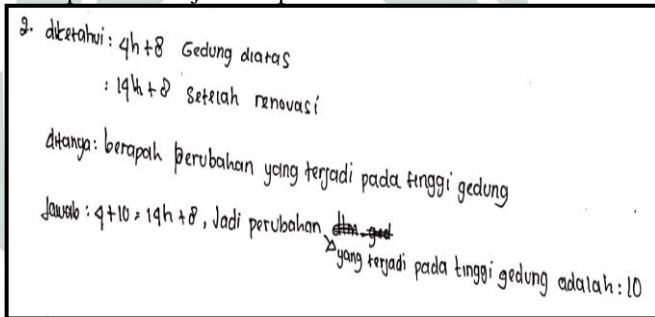 2. diketahui : 4h+8 Gedung diatas
: 14h+8 Setelah renovasi
ditanya: berapah perubahan yang terjadi pada tinggi gedung
Jawab : 4+10 = 14h+8, Jadi perubahan
yang terjadi pada tinggi gedung adalah : 10